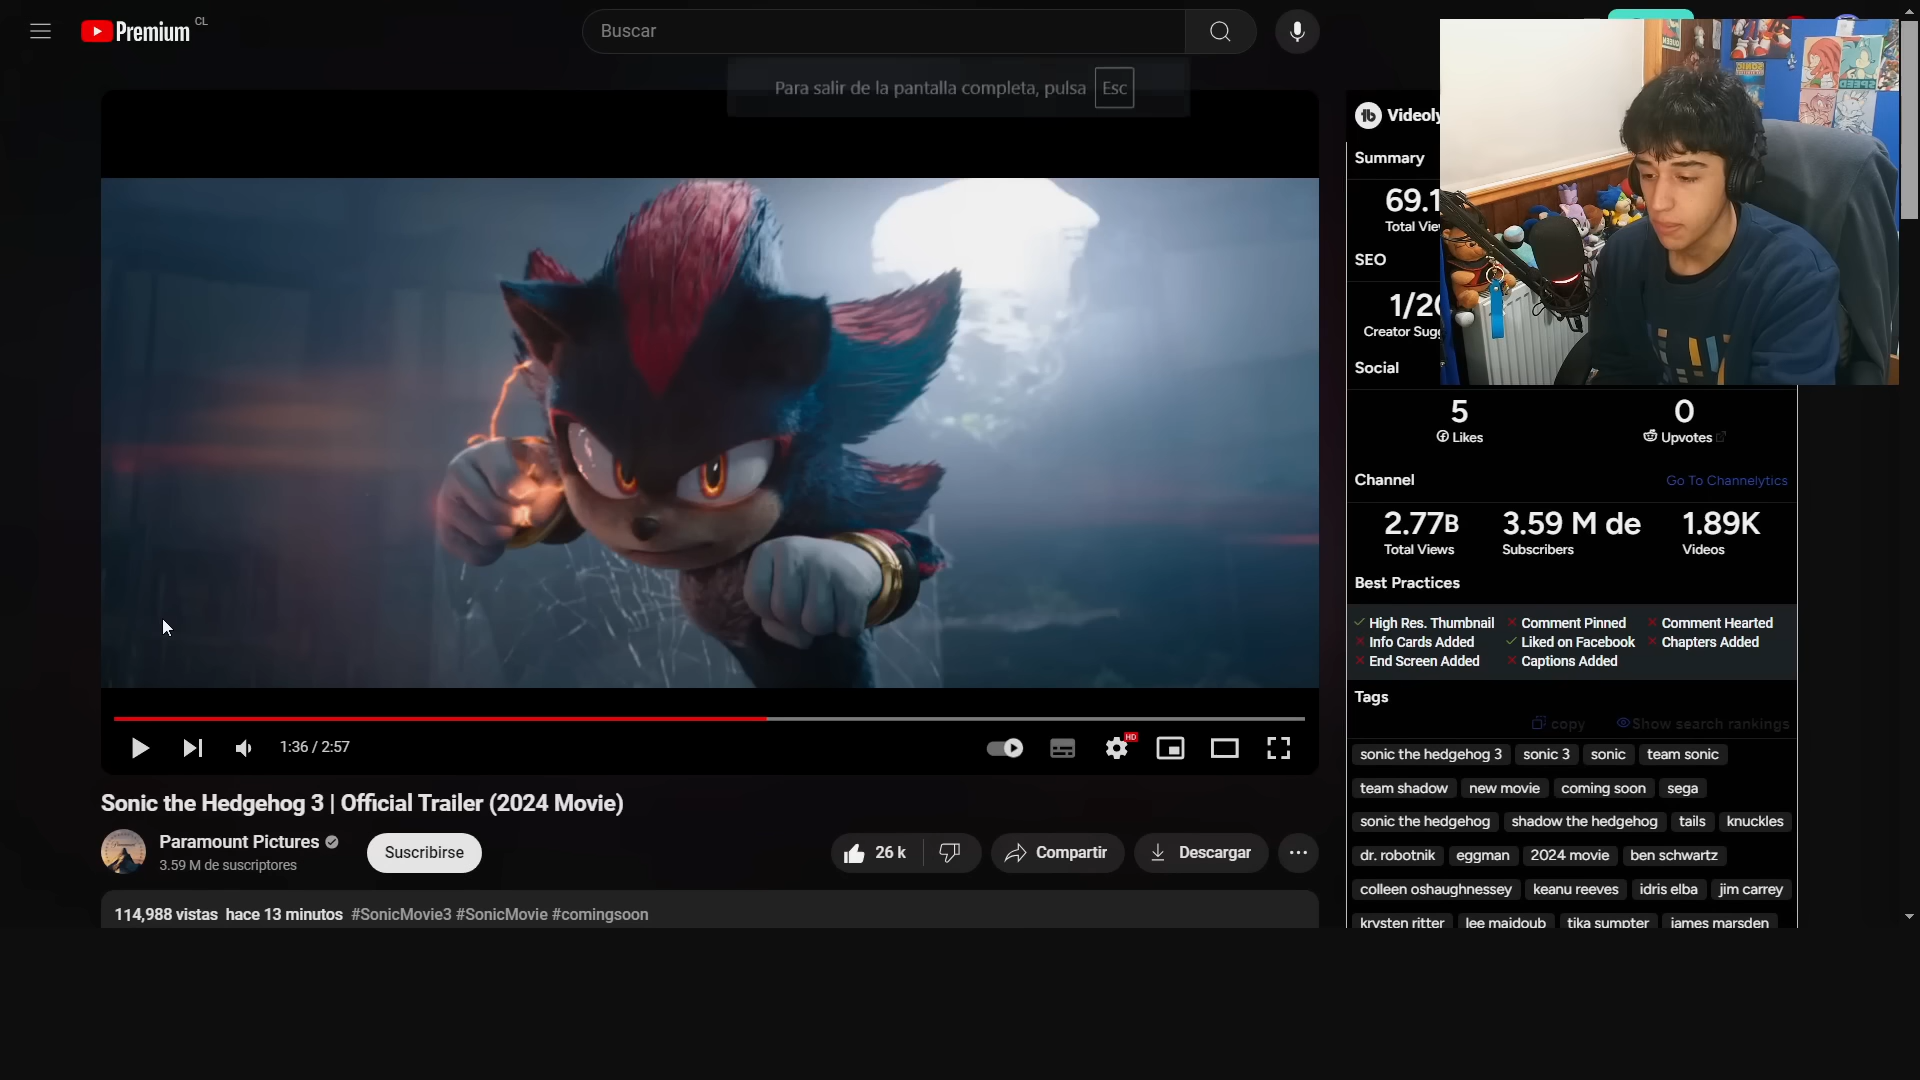 Premium CL
Buscar
Para salir de la pantalla completa, pulsa Esc
1:36 / 2:57
HD
Sonic the Hedgehog 3 | Official Trailer (2024 Movie)
Paramount Pictures
3.59 M de suscriptores
Suscribirse
26 k
Compartir
Descargar
114,988 vistas hace 13 minutos #SonicMovie3 #SonicMovie #comingsoon
Summary
69.1
SEO
Social
5
0
Likes
Upvotes
Channel
Go To Channelytics
2.77B 3.59 M de 1.89K
Total Views Subscribers Videos
Best Practices
High Res. Thumbnail Comment Pinned Comment Hearted
Info Cards Added Liked on Facebook Chapters Added
End Screen Added Captions Added
Tags
copy Show search rankings
sonic the hedgehog 3 sonic 3 sonic team sonic
team shadow new movie coming soon sega
sonic the hedgehog shadow the hedgehog tails knuckles
dr. robotnik eggman 2024 movie ben schwartz
colleen oshaughnessey keanu reeves idris elba jim carrey
krysten ritter lee majdoub tika sumpter james marsden